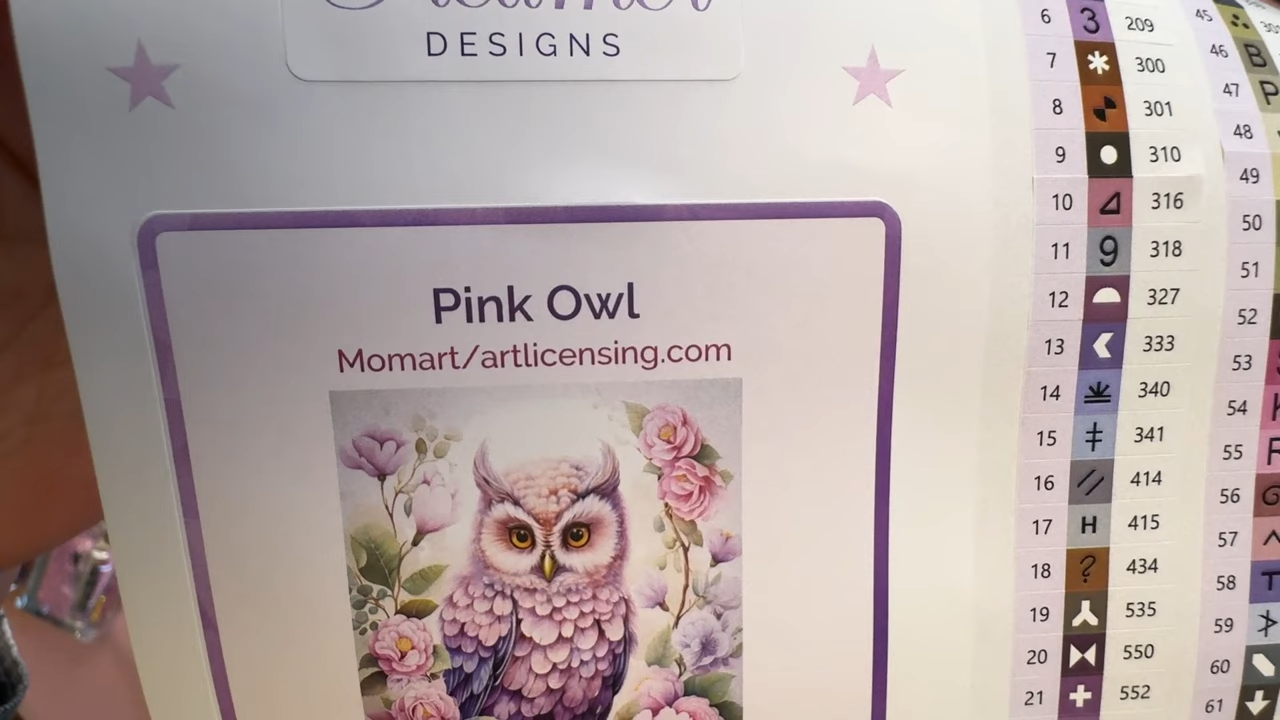 DESIGNS
Pink Owl
Momart/artlicensing.com
6 3 209
7 300
8 301
9 310
10 316
11 9 318
12 327
13 333
14 340
15 341
16 414
17 H 415
18 ? 434
19 535
20 550
21 552
45
46 B
47 P
48
49
50
51
52
53
54
55 R
56
57
58 T
59
60
61